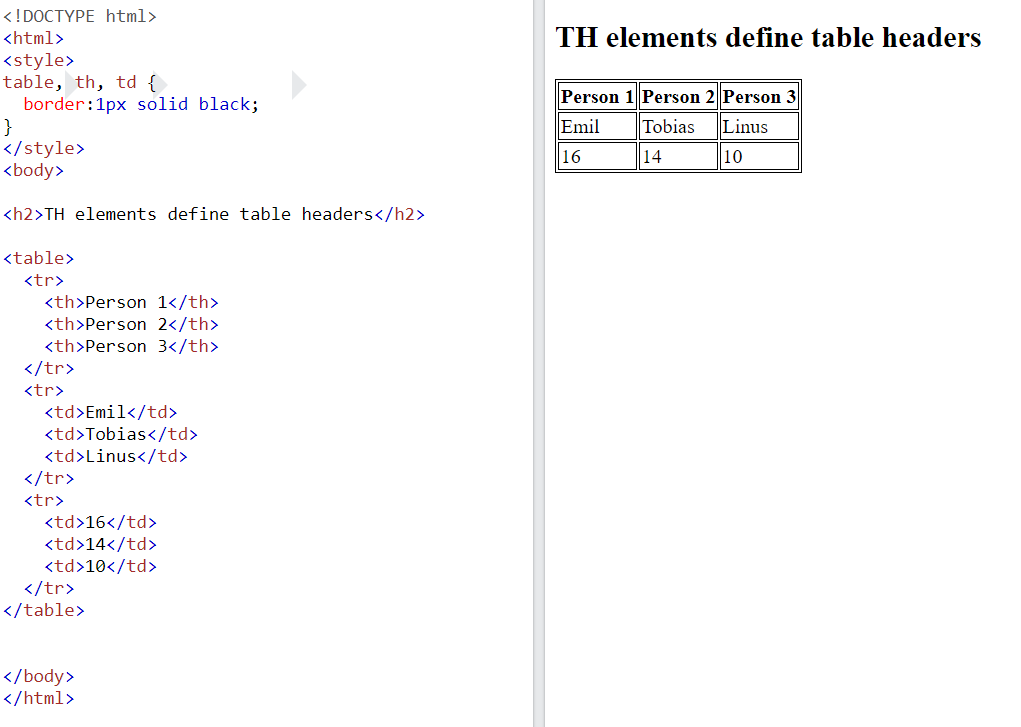 <!DOCTYPE html>
<html>
<style>
table, th, td {
  border:1px solid black;
}
</style>
<body>

<h2>TH elements define table headers</h2>

<table>
  <tr>
    <th>Person 1</th>
    <th>Person 2</th>
    <th>Person 3</th>
  </tr>
  <tr>
    <td>Emil</td>
    <td>Tobias</td>
    <td>Linus</td>
  </tr>
  <tr>
    <td>16</td>
    <td>14</td>
    <td>10</td>
  </tr>
</table>


</body>
</html>
TH elements define table headers
Person 1 Person 2 Person 3
Emil Tobias Linus
16 14 10